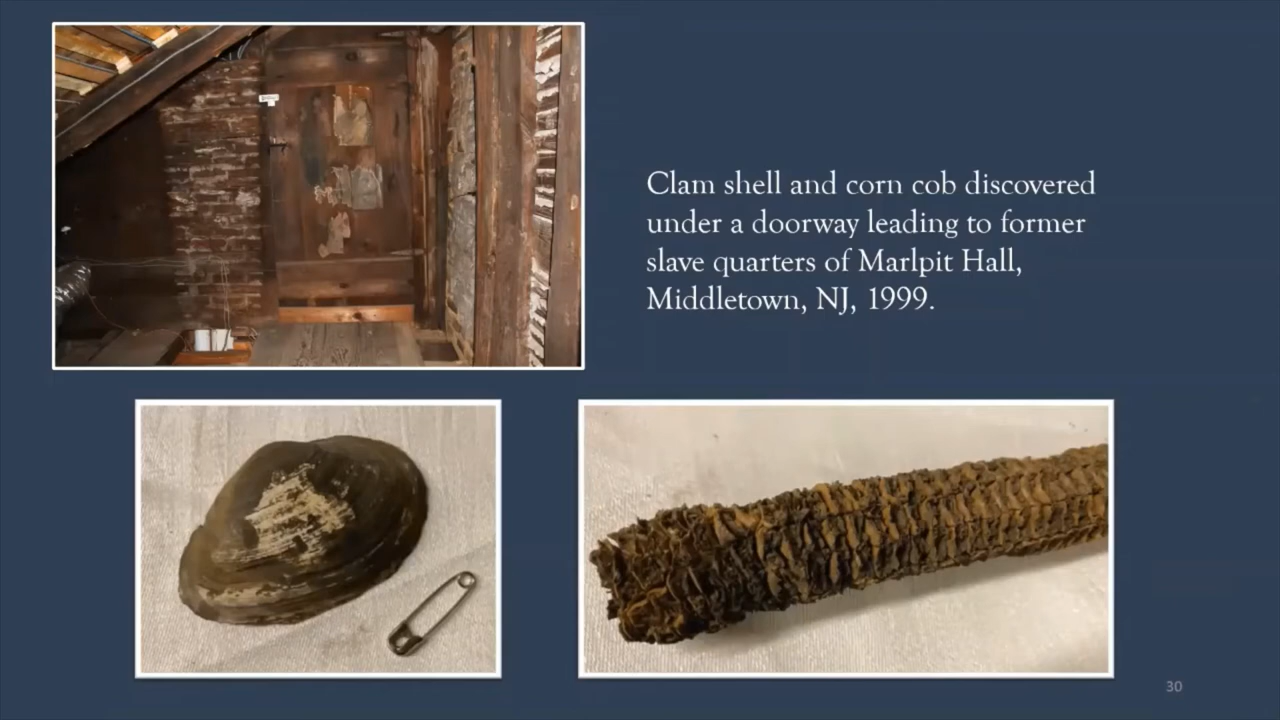 Clam shell and corn cob discovered
under a doorway leading to former
slave quarters of Marlpit Hall,
Middletown, NJ, 1999.
30